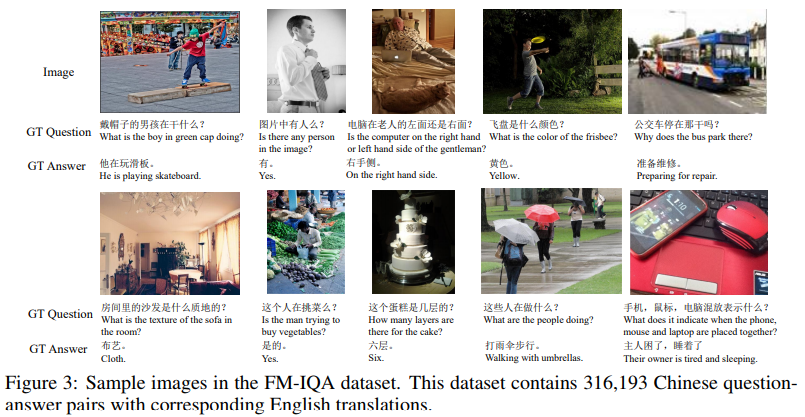 Image
GT Question
戴帽子的男孩在干什么？
What is the boy in green cap doing?
图片中有人么？
Is there any person
in the image?
电脑在老人的左面还是右面？
Is the computer on the right hand
or left hand side of the gentleman?
飞盘是什么颜色？
What is the color of the frisbee?
公交车停在那干吗？
Why does the bus park there?
GT Answer
他在玩滑板。
He is playing skateboard.
有。
Yes.
右手侧。
On the right hand side.
黄色。
Yellow.
准备维修。
Preparing for repair.
GT Question
房间里的沙发是什么质地的？
What is the texture of the sofa in
the room?
这个人在挑菜么？
Is the man trying to
buy vegetables?
这个蛋糕是几层的？
How many layers are
there for the cake?
这些人在做什么？
What are the people doing?
手机，鼠标，电脑混放表示什么？
What does it indicate when the phone,
mouse and laptop are placed together?
GT Answer
布艺。
Cloth.
是的。
Yes.
六层。
Six.
打雨伞步行。
Walking with umbrellas.
主人困了，睡着了
Their owner is tired and sleeping.
Figure 3: Sample images in the FM-IQA dataset. This dataset contains 316,193 Chinese question-
answer pairs with corresponding English translations.